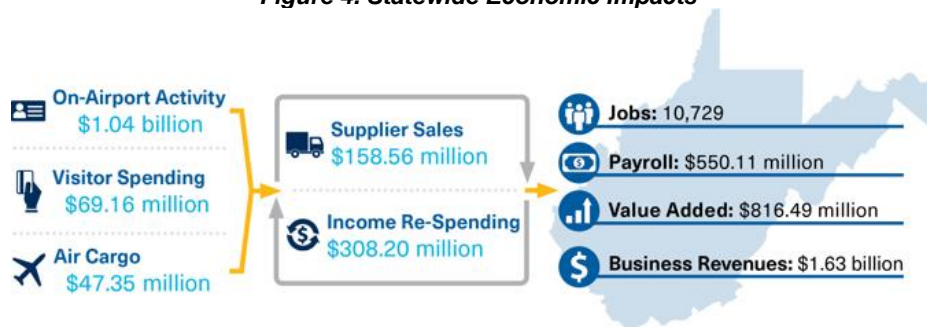 Figure 4. Statewide Economic Impacts
On-Airport Activity
$1.04 billion
Visitor Spending
$69.16 million
Air Cargo
$47.35 million
Supplier Sales
$158.56 million
Income Re-Spending
$308.20 million
Jobs: 10,729
Payroll: $550.11 million
Value Added: $816.49 million
Business Revenues: $1.63 billion